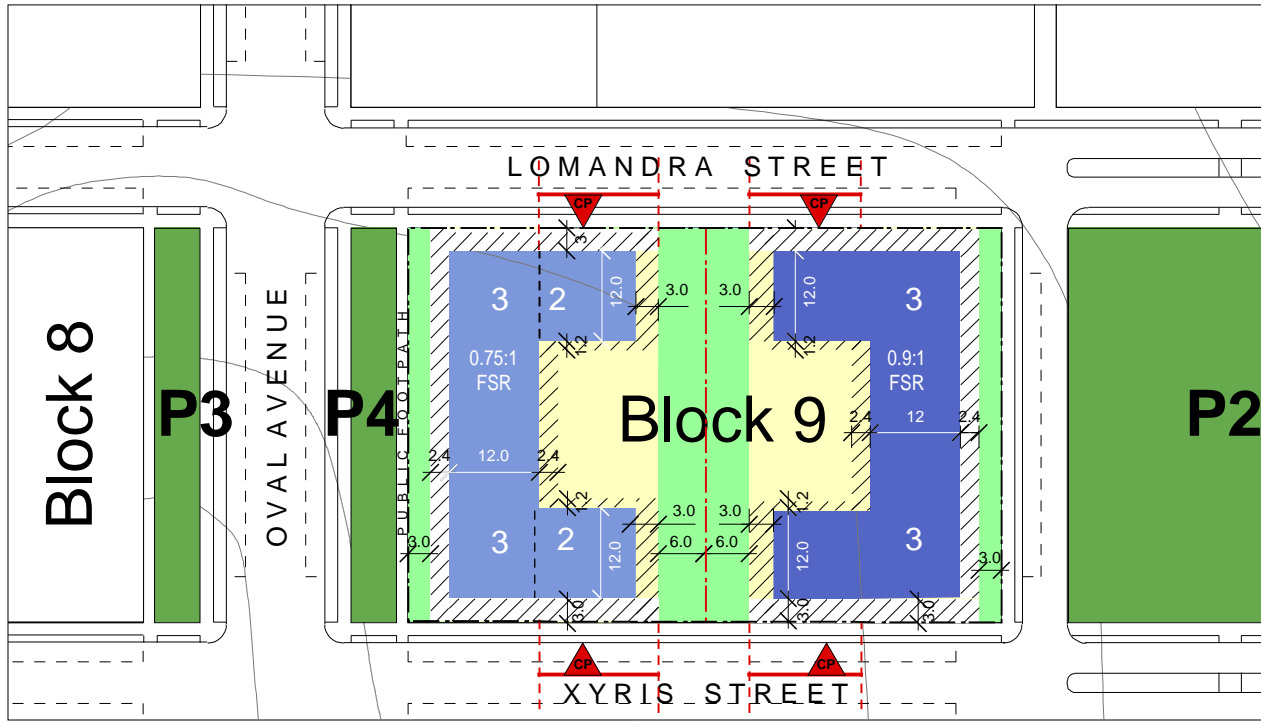 LOMANDRA STREET
CP
CP
3
3.0
3.0
3
2
12.0
12.0
3
1.2
1.2
0.75:1
FSR
0.9:1
FSR
Block 8
P3
OVAL AVENUE
P4
PUBLIC FOOTPATH
Block 9
P2
2.4
12
2.4
2.4
12.0
2.4
1.2
1.2
3.0
3.0
3
2
12.0
6.0
6.0
12.0
3
3.0
3.0
3.0
3.0
3.0
CP
CP
XYRIS STREET